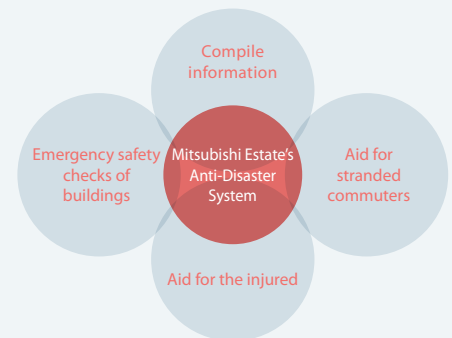 Compile
information
Emergency safety
checks of
buildings
Mitsubishi Estate's
Anti-Disaster
System
Aid for
stranded
commuters
Aid for the injured